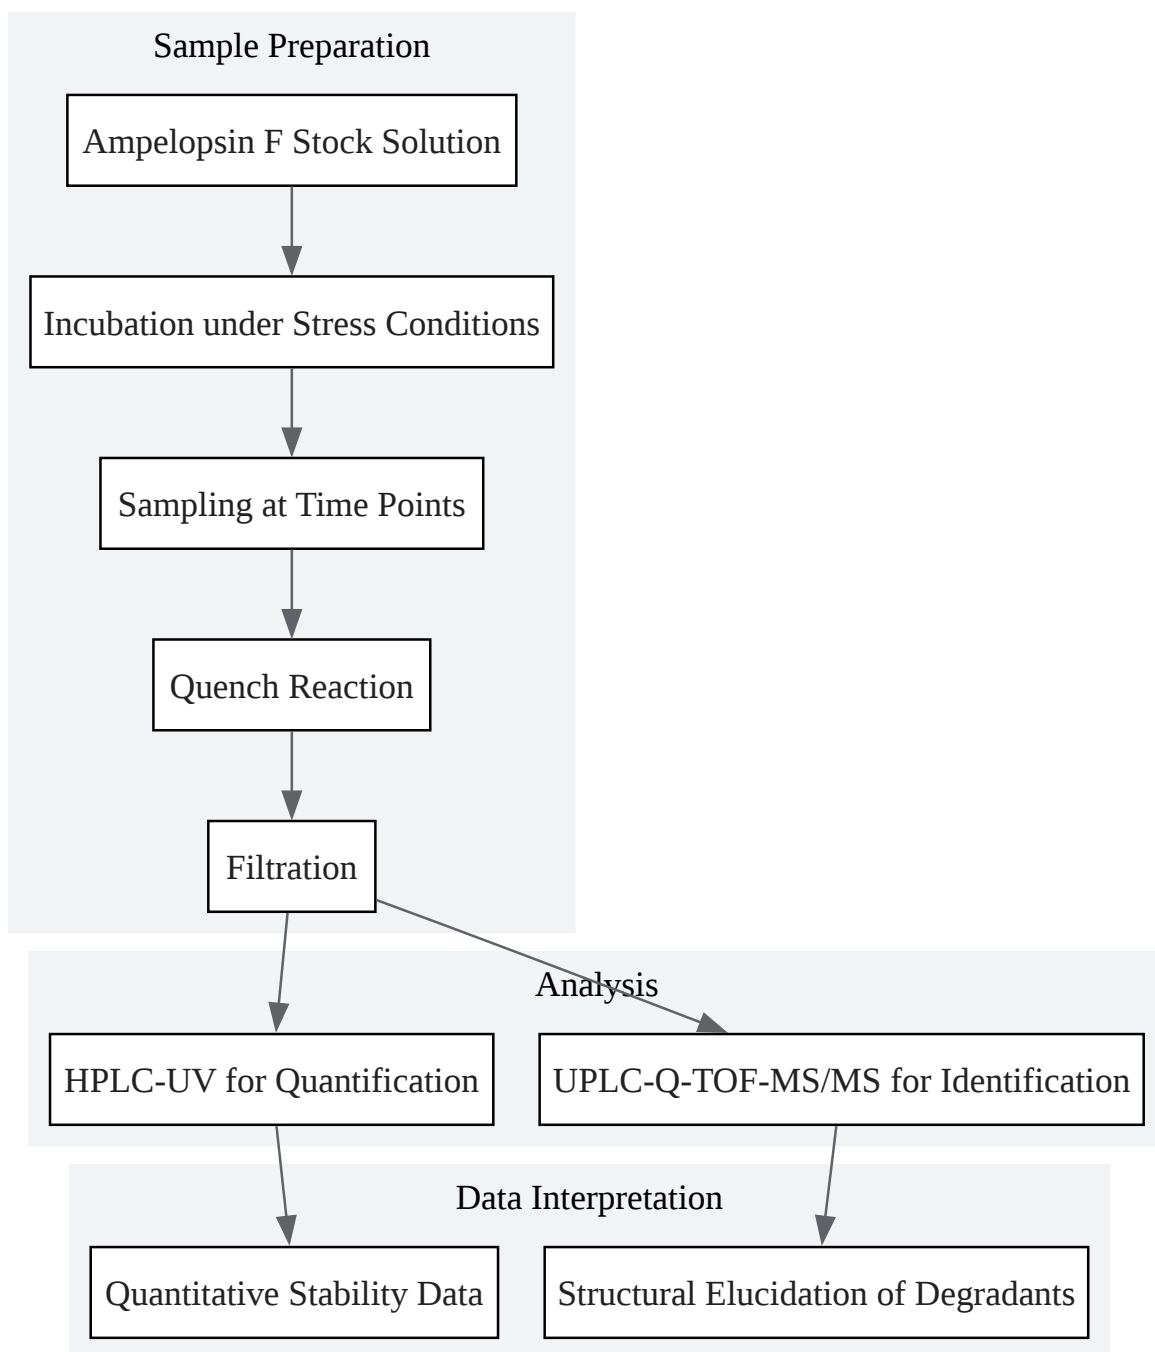 Sample Preparation
Ampelopsin F Stock Solution
Incubation under Stress Conditions
Sampling at Time Points
Quench Reaction
Filtration
Analysis
HPLC-UV for Quantification
UPLC-Q-TOF-MS/MS for Identification
Data Interpretation
Quantitative Stability Data
Structural Elucidation of Degradants